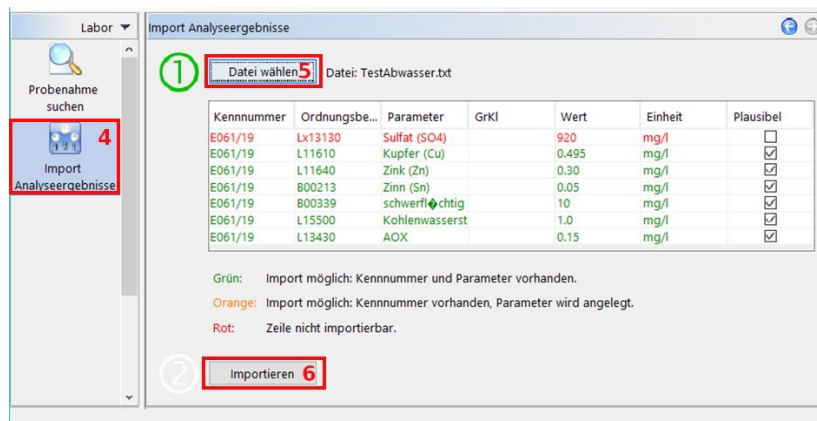 Labor
Import Analyseergebnisse
1 Datei wählen 5 Datei: TestAbwasser.txt
Probenahme
suchen
4
Import
Analyseergebnisse
Kennnummer Ordnungsbe... Parameter GrKl Wert Einheit Plausibel
E061/19 Lx13130 Sulfat (SO4) 920 mg/l
E061/19 L11610 Kupfer (Cu) 0.495 mg/l
E061/19 L11640 Zink (Zn) 0.30 mg/l
E061/19 B00213 Zinn (Sn) 0.05 mg/l
E061/19 B00339 schwerfl�chtig 10 mg/l
E061/19 L15500 Kohlenwasserst 1.0 mg/l
E061/19 L13430 AOX 0.15 mg/l
Grün: Import möglich: Kennnummer und Parameter vorhanden.
Orange: Import möglich: Kennnummer vorhanden, Parameter wird angelegt.
Rot: Zeile nicht importierbar.
2 Importieren 6